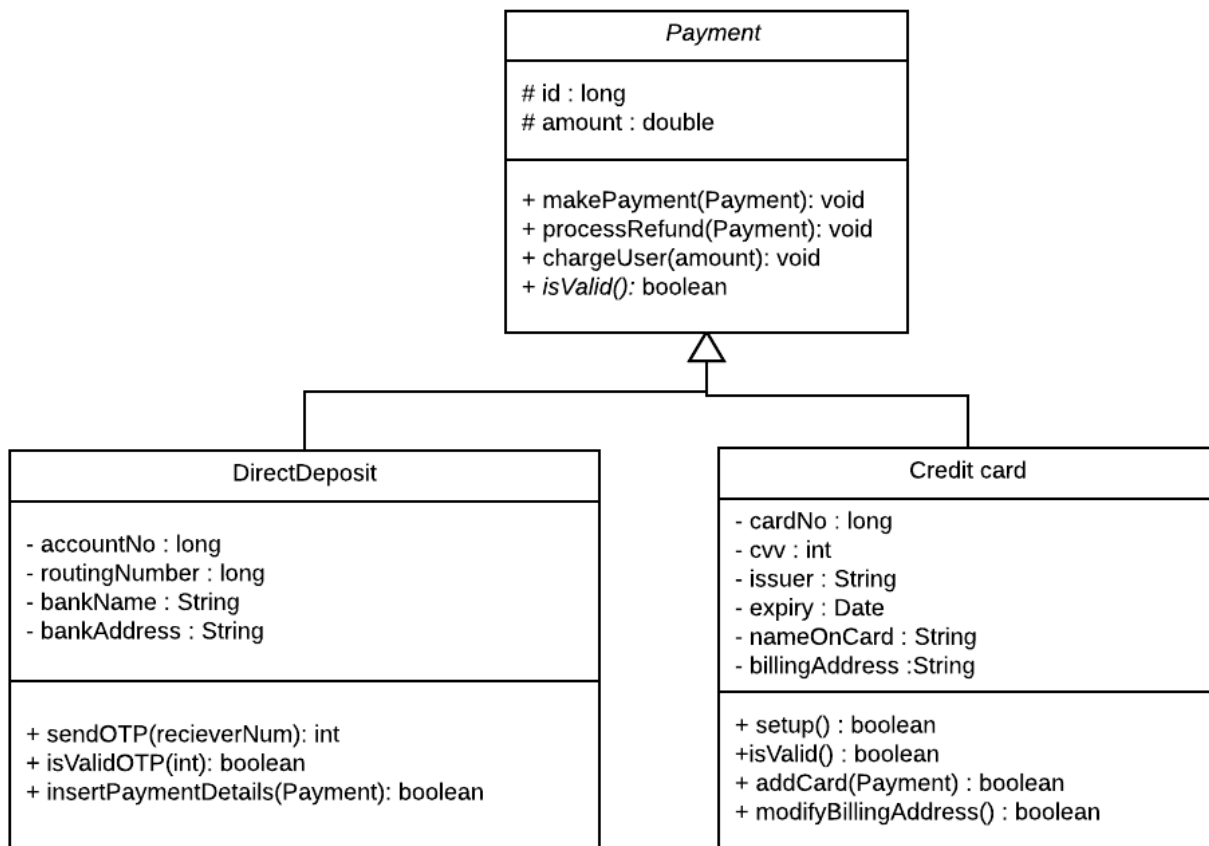 Payment
# id : long
# amount : double
+ makePayment(Payment): void
+ processRefund(Payment): void
+ chargeUser(amount): void
+ isValid(): boolean
DirectDeposit
- accountNo : long
- routingNumber : long
- bankName : String
- bankAddress : String
+ sendOTP(recieverNum): int
+ isValidOTP(int): boolean
+ insertPaymentDetails(Payment): boolean
Credit card
- cardNo : long
- cvv : int
- issuer : String
- expiry : Date
- nameOnCard : String
- billingAddress :String
+ setup() : boolean
+isValid() : boolean
+ addCard(Payment) : boolean
+ modifyBillingAddress() : boolean